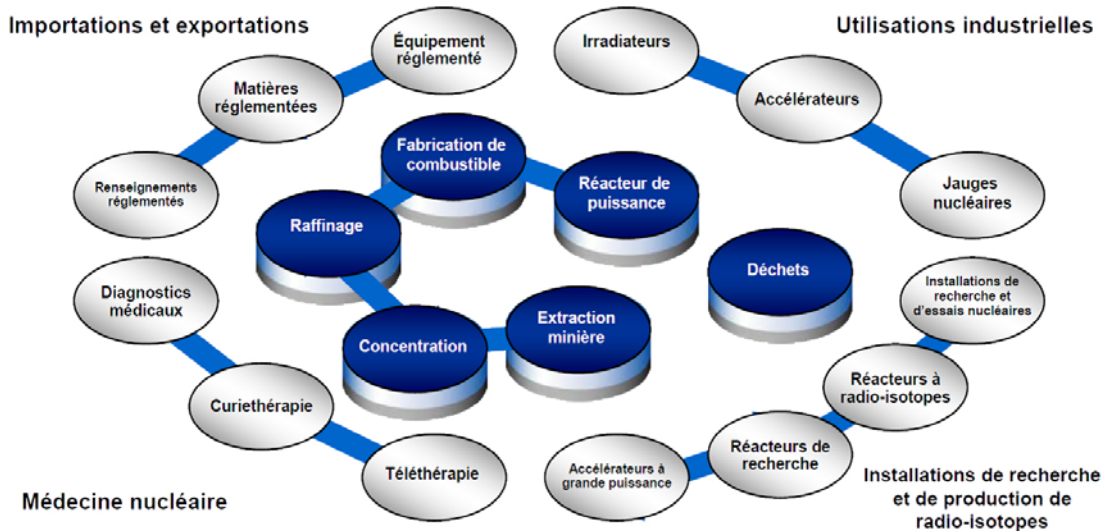 Importations et exportations
Équipement
réglementé
Matières
réglementées
Renseignements
réglementés
Irradiateurs
Utilisations industrielles
Accélérateurs
Jauges
nucléaires
Fabrication de
combustible
Réacteur de
puissance
Raffinage
Déchets
Concentration
Extraction
minière
Diagnostics
médicaux
Curiethérapie
Téléthérapie
Médecine nucléaire
Installations de
recherche et
d'essais nucléaires
Réacteurs à
radio-isotopes
Réacteurs de
recherche
Accélérateurs à
grande puissance
Installations de recherche
et de production de
radio-isotopes